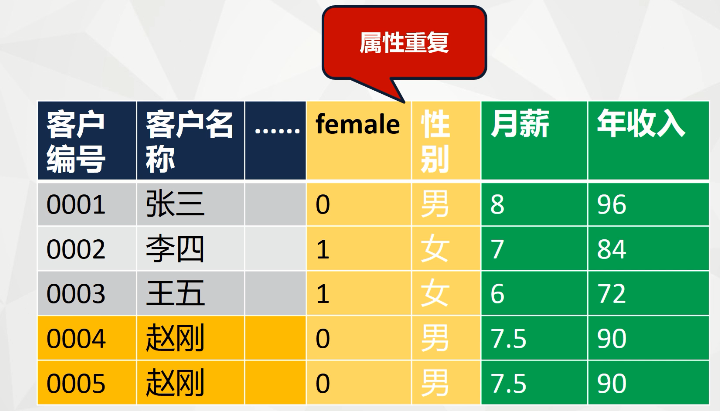 属性重复
客户编号 客户名称 …… female 性别 月薪 年收入
0001 张三 0 男 8 96
0002 李四 1 女 7 84
0003 王五 1 女 6 72
0004 赵刚 0 男 7.5 90
0005 赵刚 0 男 7.5 90